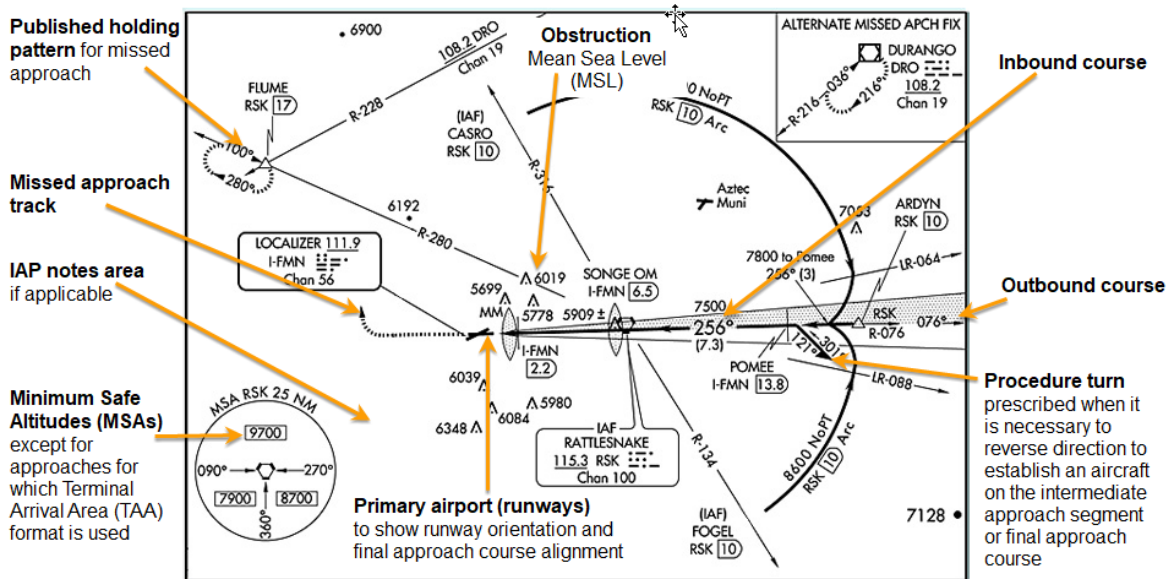 Published holding
pattern for missed
approach
Missed approach
track
IAP notes area
if applicable
Minimum Safe
Altitudes (MSAs)
except for
approaches for
which Terminal
Arrival Area (TAA)
format is used
6900
108.2 DRO
Chan 19
R-228
FLUME
RSK 17
100°
280°
6192
R-280
LOCALIZER 111.9
I-FMN
Chan 56
Obstruction
Mean Sea Level
(MSL)
(IAF)
CASRO
RSK 10
0 NoPT
RSK 10 Arc
Aztec
Muni
ALTERNATE MISSED APCH FIX
DURANGO
DRO
108.2
Chan 19
R-216
036°
216°
6019
5699
MM
5778
5909 ±
SONGE OM
I-FMN 6.5
7500
256°
(7.3)
7800 to Pomee
256° (3)
ARDYN
RSK 10
LR-064
RSK
R-076
076°
301°
LR-088
POMEE
I-FMN 13.8
I-FMN
2.2
6039
6084
5980
6348
IAF
RATTLESNAKE
115.3 RSK
Chan 100
R-134
8600 NoPT
RSK 10 Arc
(IAF)
FOGEL
RSK 10
7128
MSA RSK 25 NM
9700
090°
270°
7900
8700
360°
Primary airport (runways)
to show runway orientation and
final approach course alignment
Inbound course
Outbound course
Procedure turn
prescribed when it
is necessary to
reverse direction to
establish an aircraft
on the intermediate
approach segment
or final approach
course